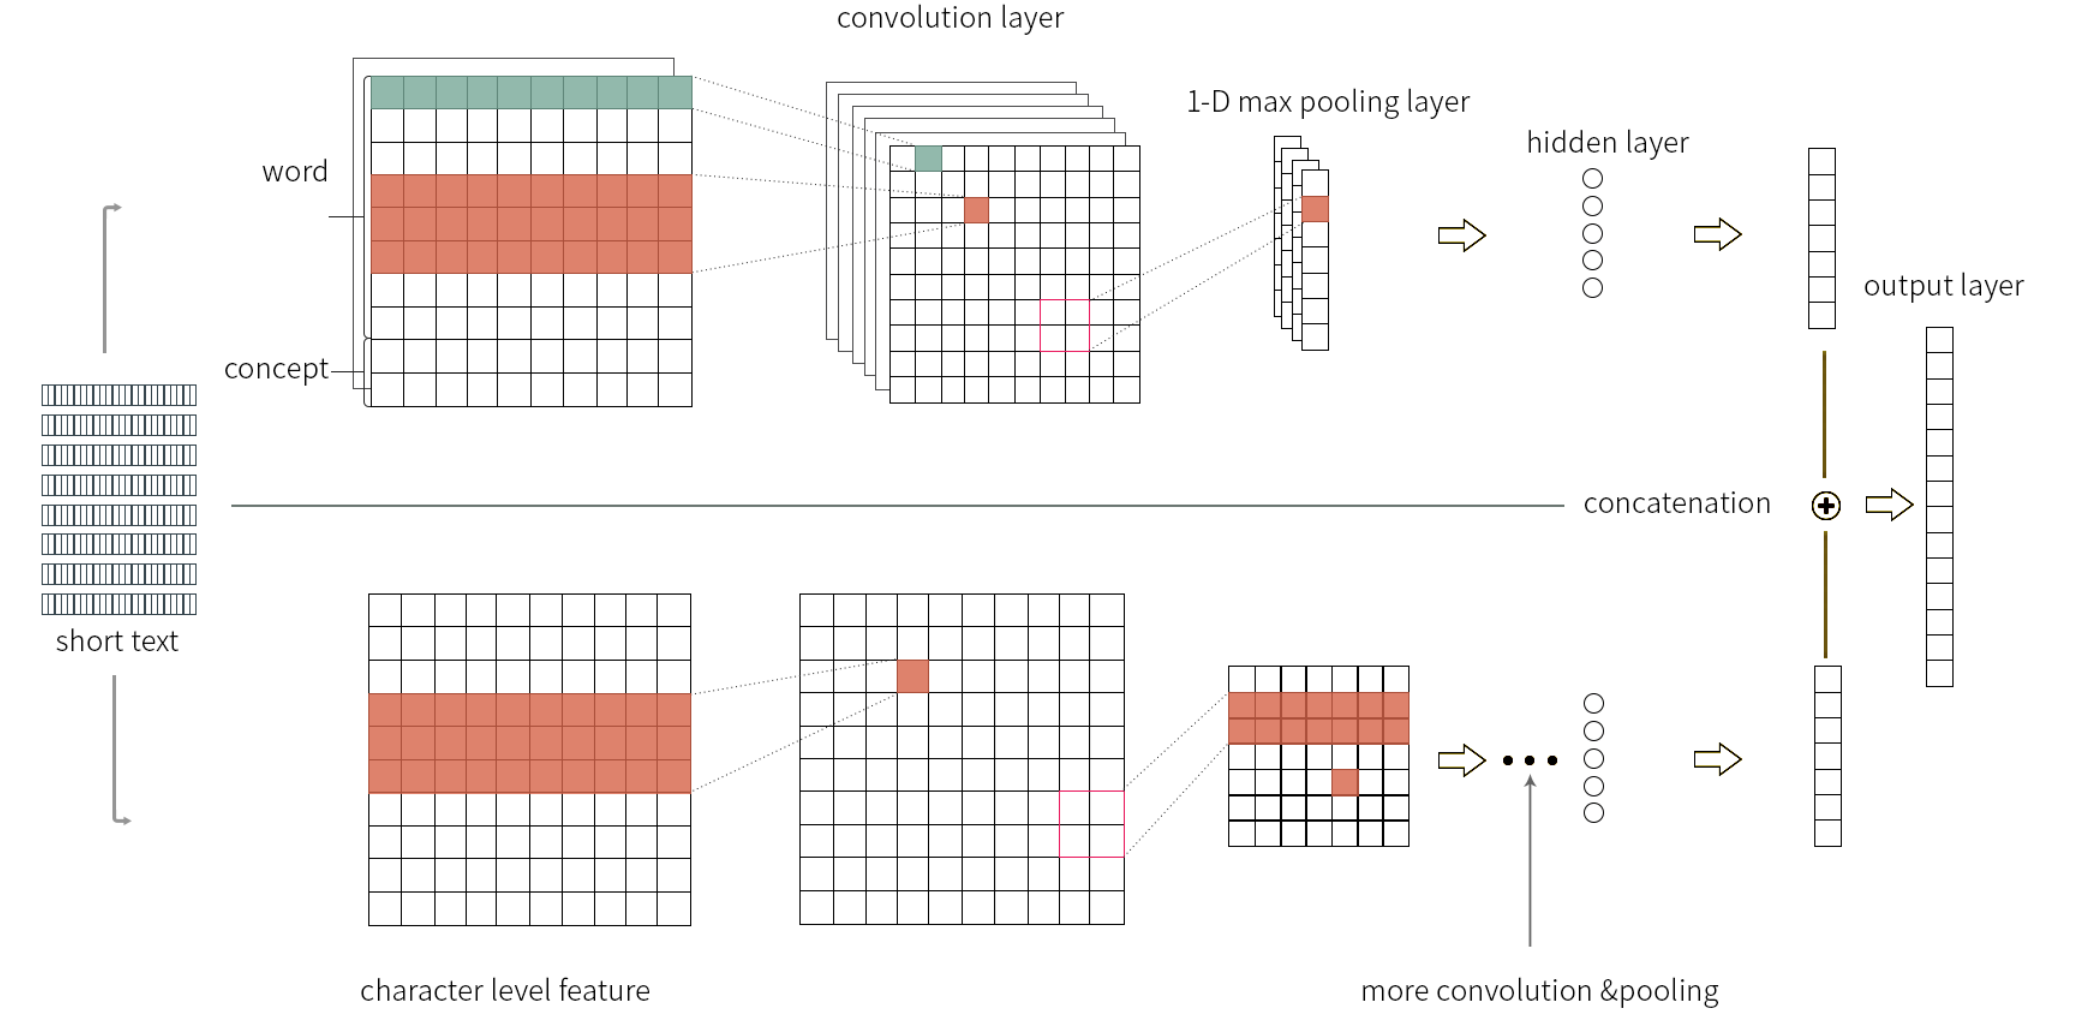 convolution layer
1-D max pooling layer
hidden layer
word
output layer
concept
concatenation
short text
character level feature
more convolution &pooling